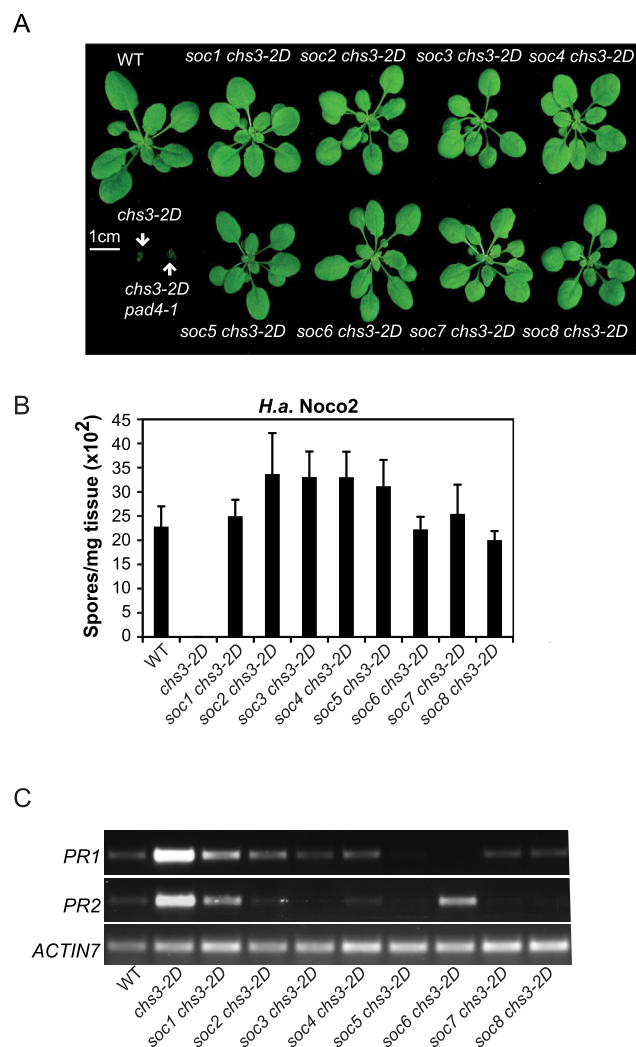 A
WT
soc1 chs3-2D
soc2 chs3-2D
soc3 chs3-2D
soc4 chs3-2D
chs3-2D
1cm
chs3-2D
pad4-1
soc5 chs3-2D
soc6 chs3-2D
soc7 chs3-2D
soc8 chs3-2D
B
H.a. Noco2
Spores/mg tissue (x10²)
45
40
35
30
25
20
15
10
5
0
WT
chs3-2D
soc1 chs3-2D
soc2 chs3-2D
soc3 chs3-2D
soc4 chs3-2D
soc5 chs3-2D
soc6 chs3-2D
soc7 chs3-2D
soc8 chs3-2D
C
PR1
PR2
ACTIN7
WT
chs3-2D
soc1 chs3-2D
soc2 chs3-2D
soc3 chs3-2D
soc4 chs3-2D
soc5 chs3-2D
soc6 chs3-2D
soc7 chs3-2D
soc8 chs3-2D